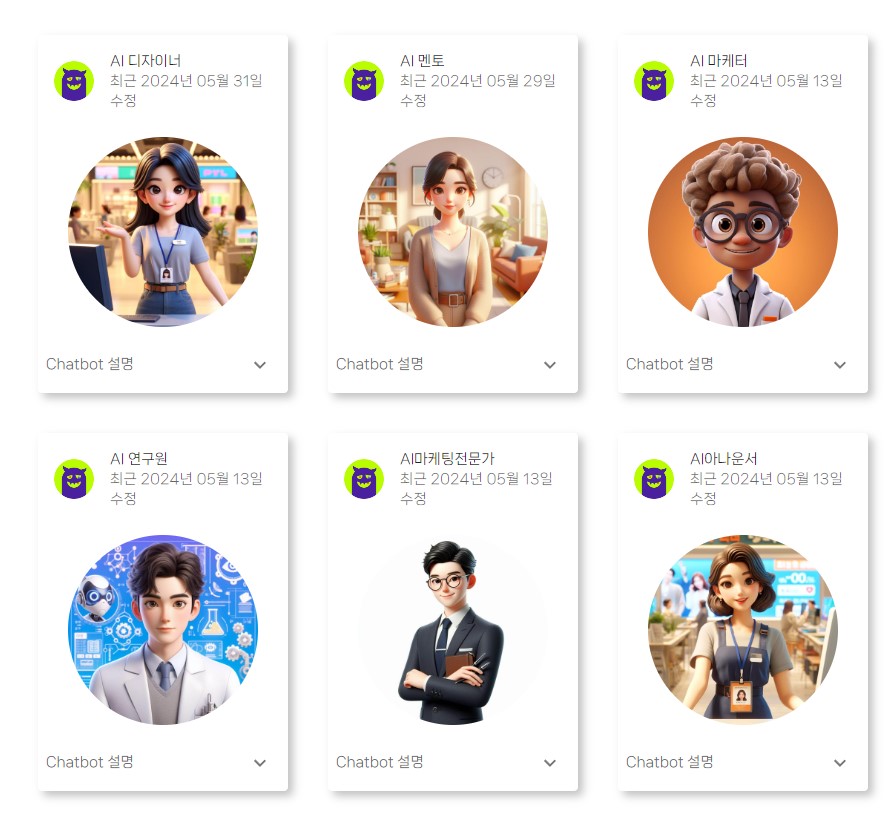 AI 디자이너
최근 2024년 05월 31일
수정
Chatbot 설명
AI 멘토
최근 2024년 05월 29일
수정
Chatbot 설명
AI 마케터
최근 2024년 05월 13일
수정
Chatbot 설명
AI 연구원
최근 2024년 05월 13일
수정
Chatbot 설명
AI마케팅전문가
최근 2024년 05월 13일
수정
Chatbot 설명
AI아나운서
최근 2024년 05월 13일
수정
Chatbot 설명